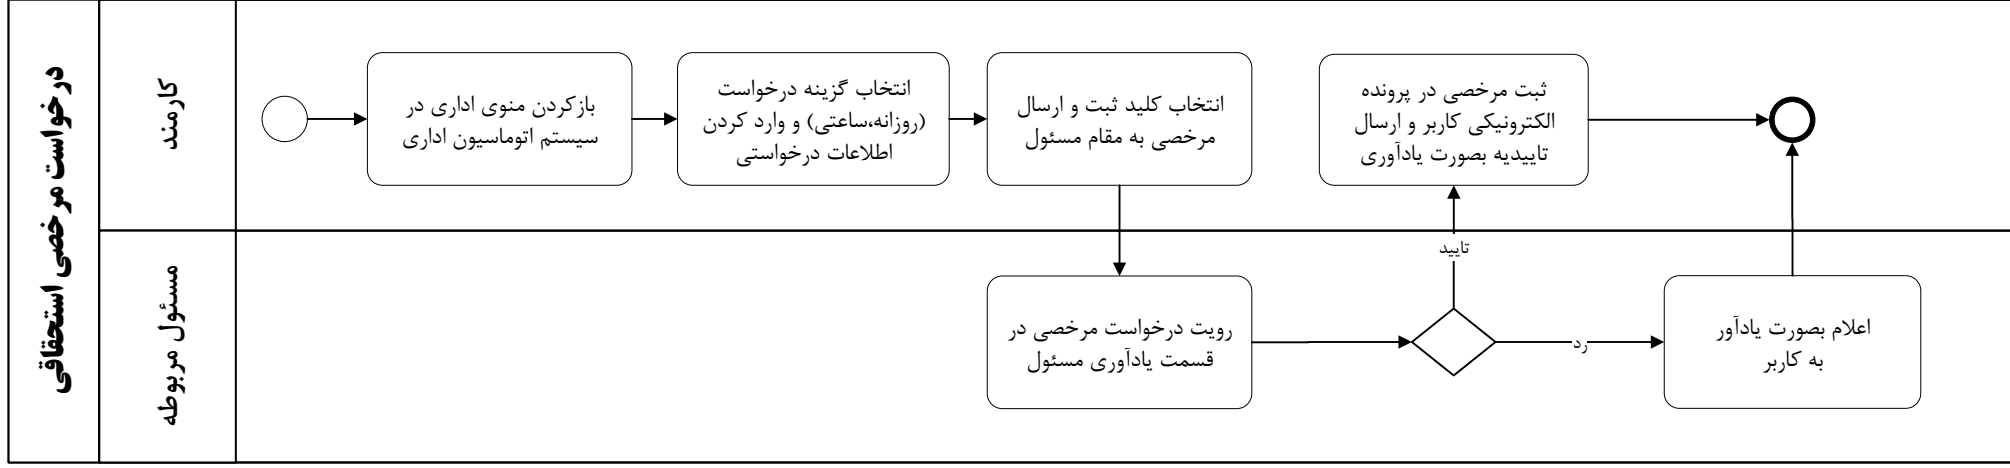 درخواست مرخصی استحقاقی
کارمند
بازکردن منوی اداری در
سیستم اتوماسیون اداری
انتخاب گزینه درخواست
(روزانه،ساعتی) و وارد کردن
اطلاعات درخواستی
انتخاب کلید ثبت و ارسال
مرخصی به مقام مسئول
ثبت مرخصی در پرونده
الکترونیکی کاربر و ارسال
تاییدیه بصورت یادآوری
مسئول مربوطه
رویت درخواست مرخصی در
قسمت یادآوری مسئول
تایید
رد
اعلام بصورت یادآور
به کاربر